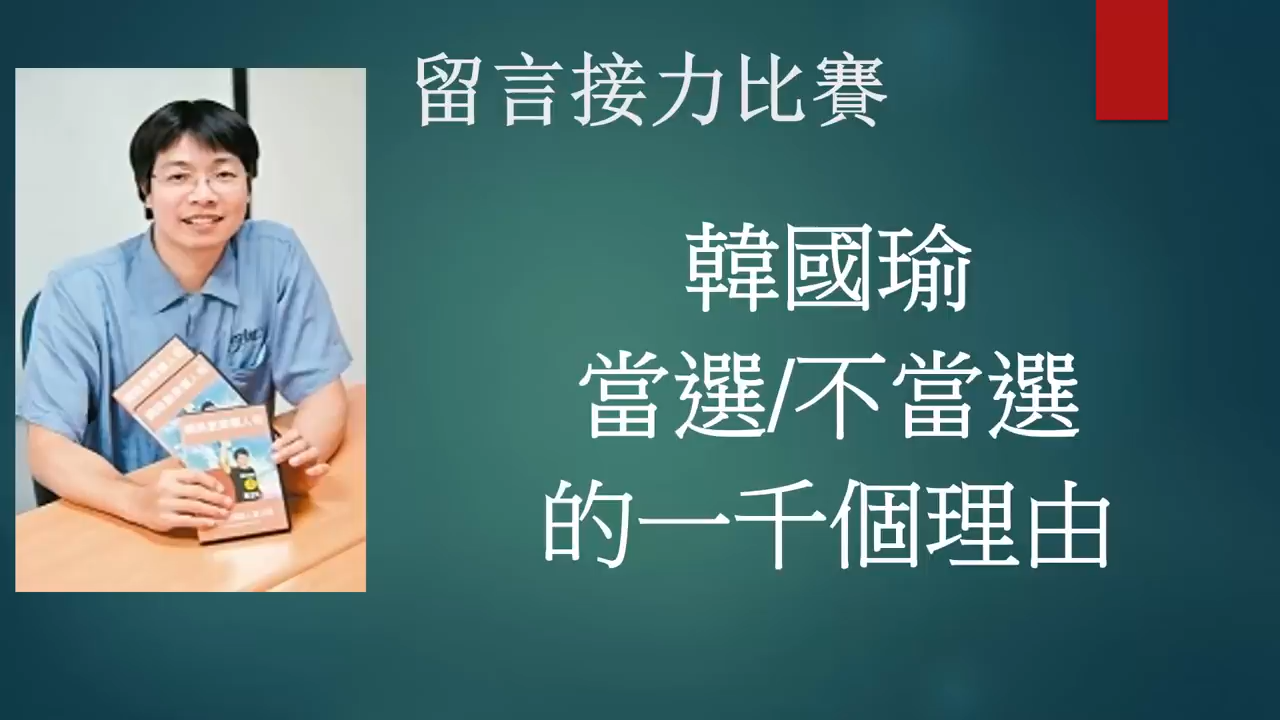 留言接力比賽
韓國瑜
當選/不當選
的一千個理由